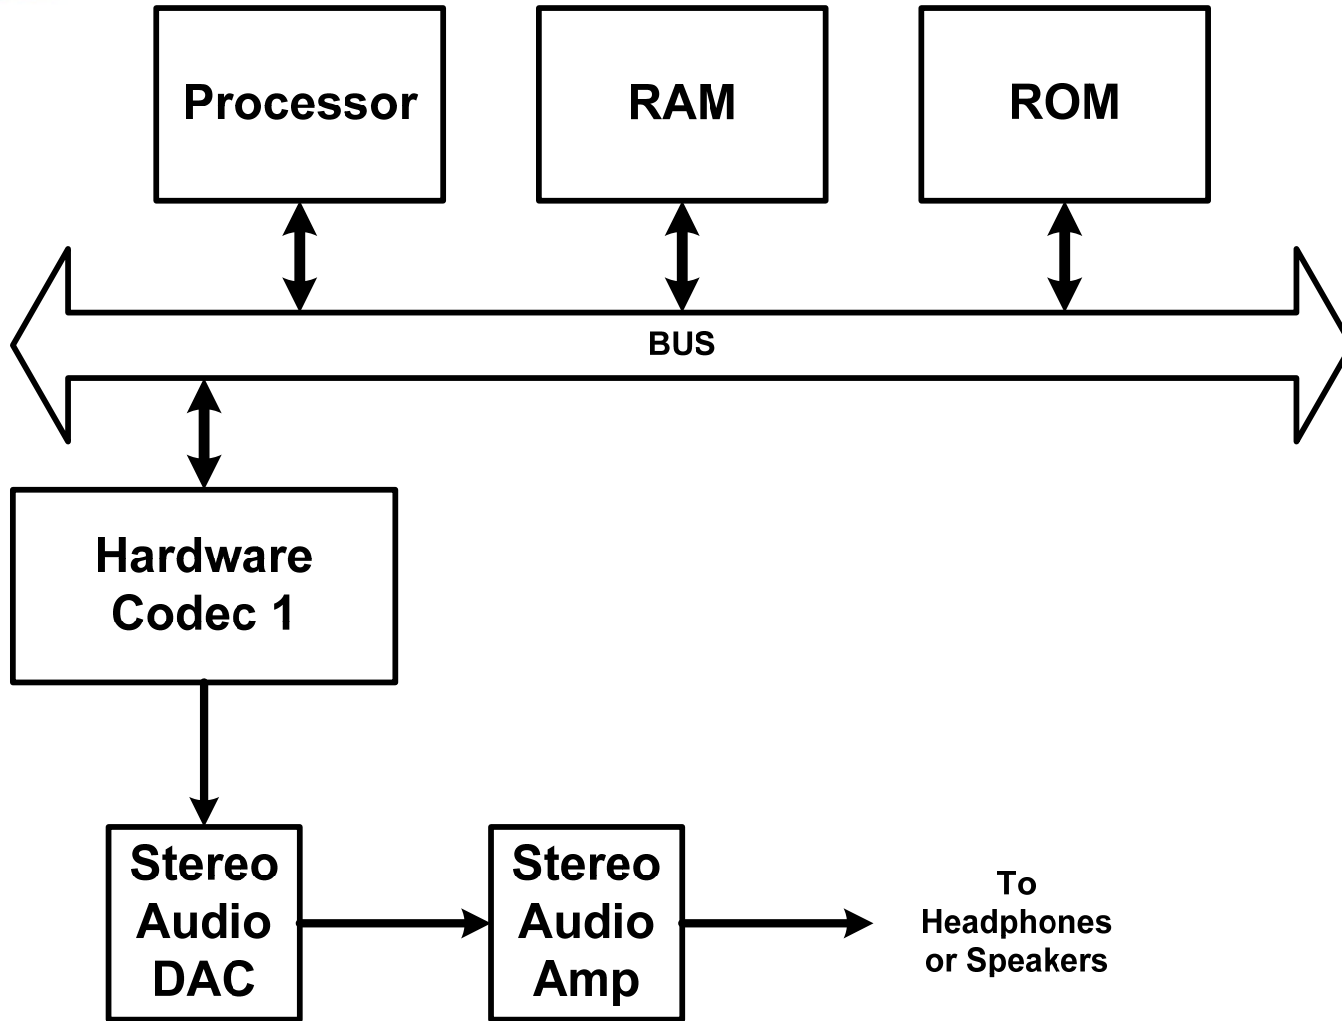 Processor
RAM
ROM
BUS
Hardware
Codec 1
Stereo
Audio
DAC
Stereo
Audio
Amp
To
Headphones
or Speakers